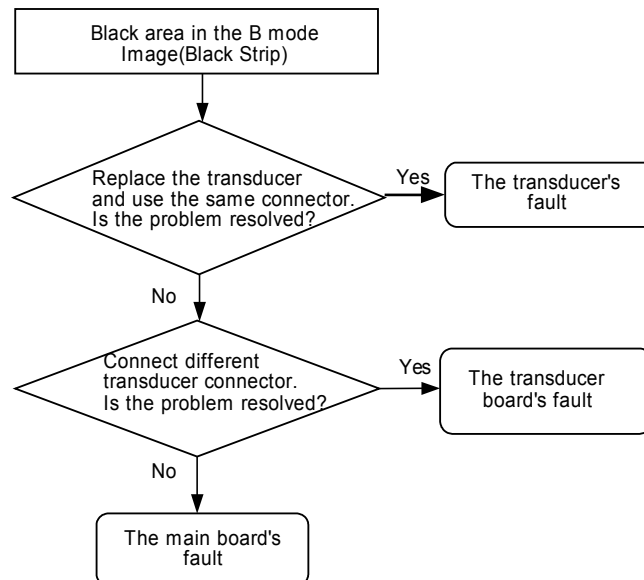 Black area in the B mode
Image(Black Strip)
Replace the transducer
and use the same connector.
Is the problem resolved?
Yes
The transducer's
fault
No
Connect different
transducer connector.
Is the problem resolved?
Yes
The transducer
board's fault
No
The main board's
fault